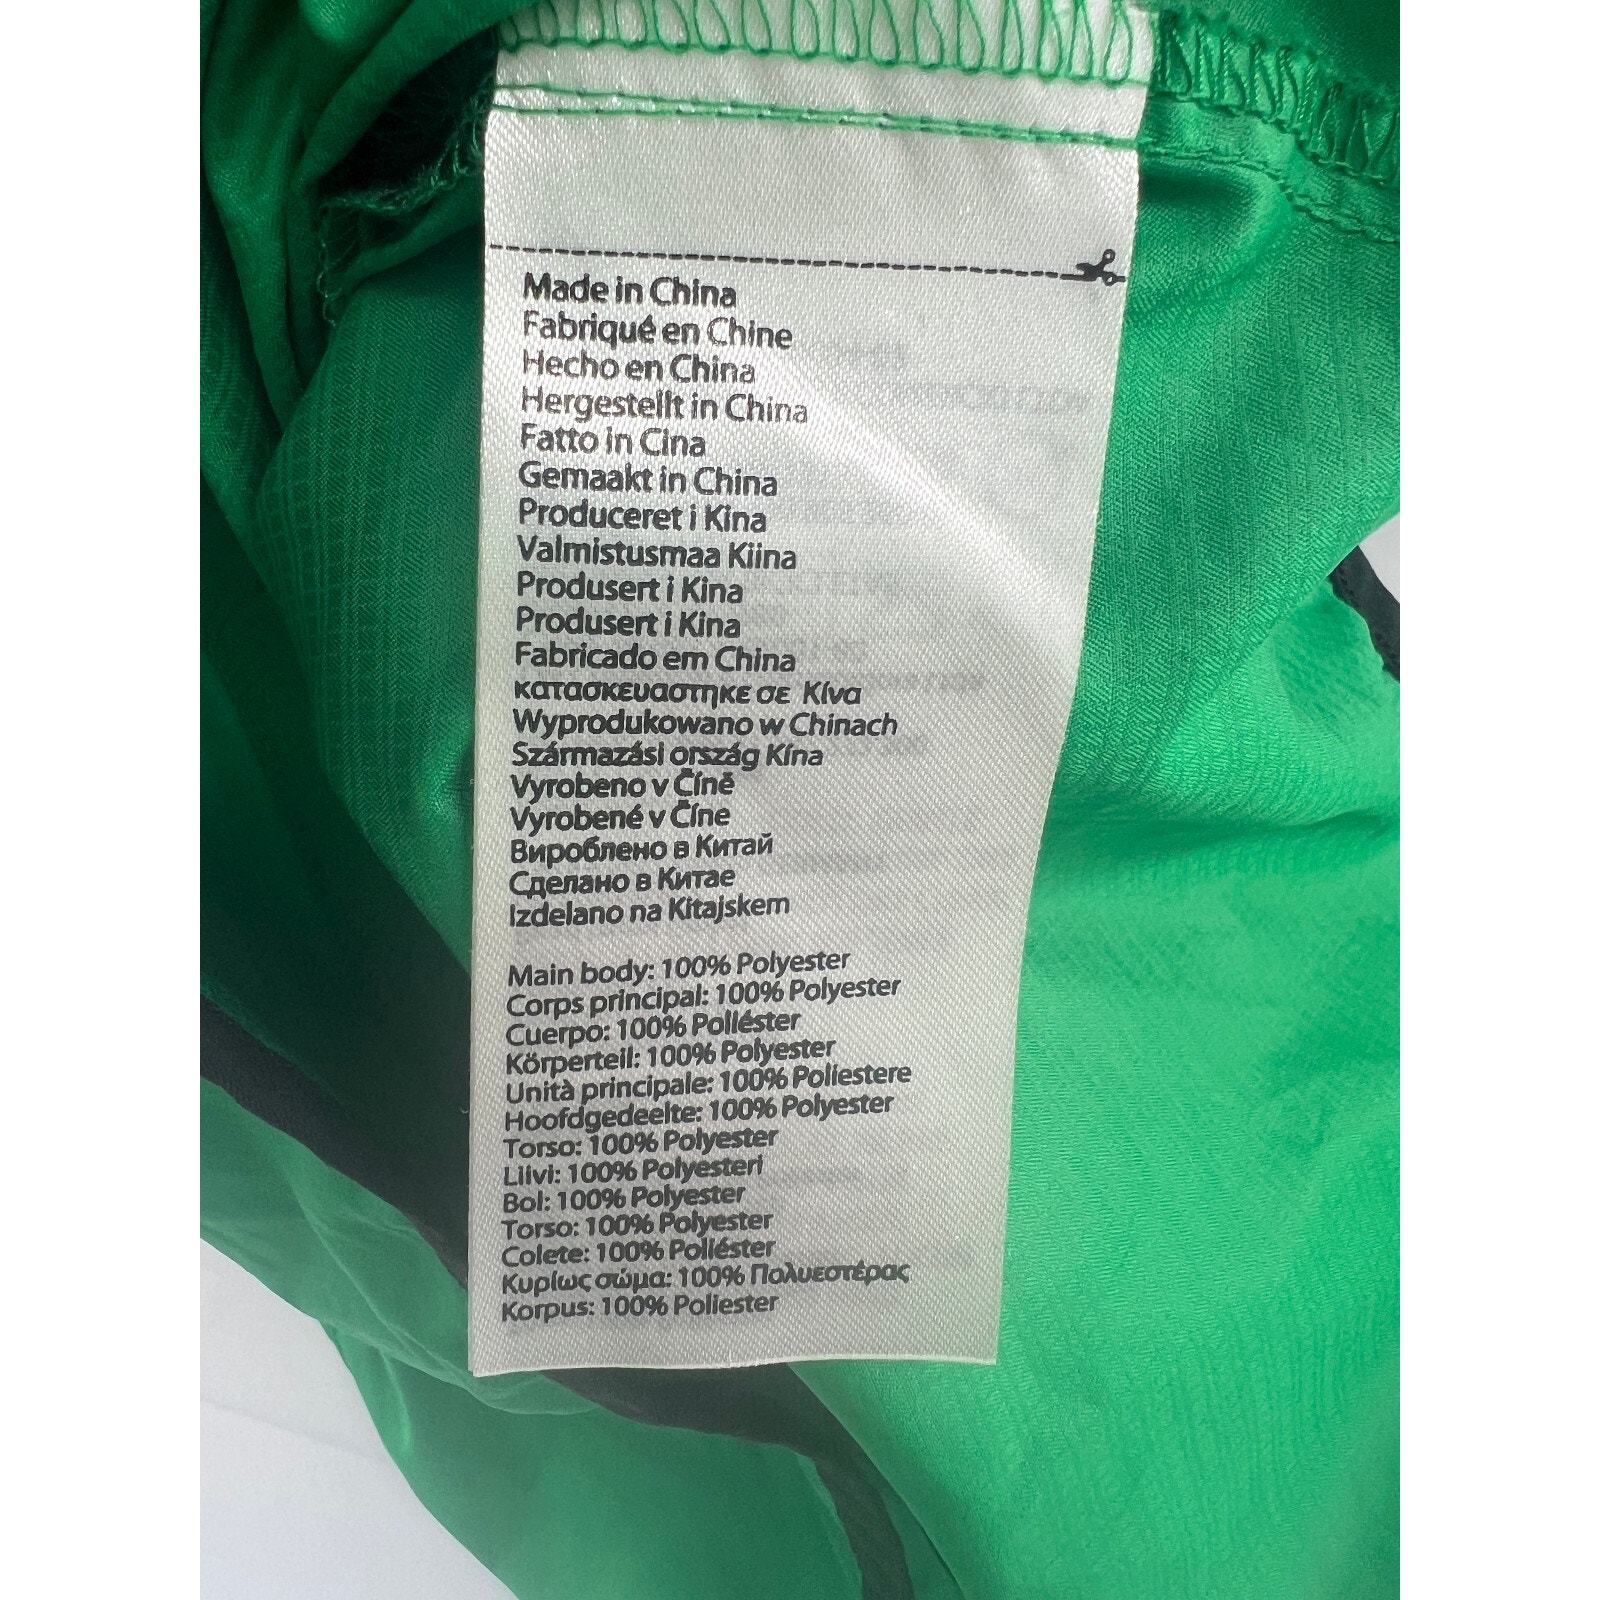 Made in China
Fabriqué en Chine
Hecho en China
Hergestellt in China
Fatto in Cina
Gemaakt in China
Produceret i Kina
Valmistusmaa Kiina
Produsert i Kina
Produsert i Kina
Fabricado em China
κατασκευαστηκε σε Κίνα
Wyprodukowano w Chinach
Származási ország Kína
Vyrobeno v Číně
Vyrobené v Číne
Вироблено в Китай
Сделано в Китае
Izdelano na Kitajskem
Main body: 100% Polyester
Corps principal: 100% Polyester
Cuerpo: 100% Poliéster
Körperteil: 100% Polyester
Unità principale: 100% Poliestere
Hoofdgedeelte: 100% Polyester
Torso: 100% Polyester
Liivi: 100% Polyesteri
Bol: 100% Polyester
Torso: 100% Polyester
Colete: 100% Poliéster
Κυρίως σώμα: 100% Πολυεστέρας
Korpus: 100% Poliester